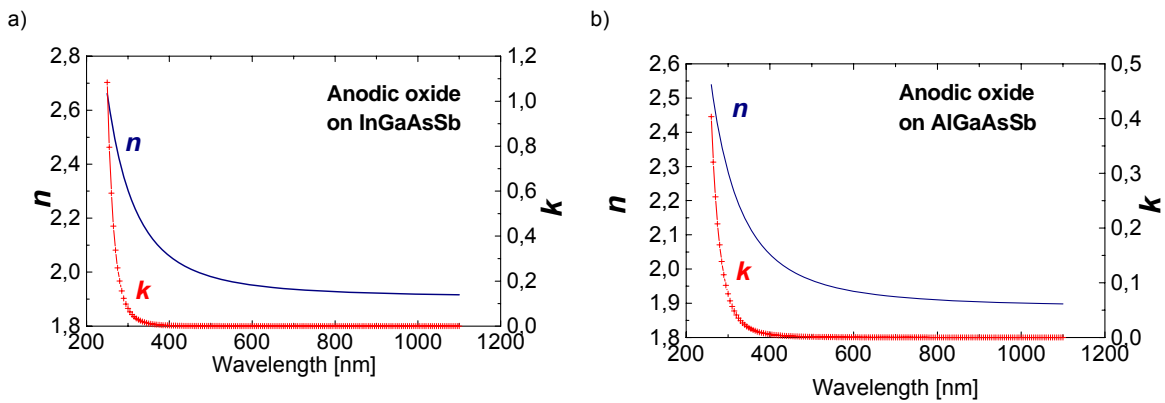 a)
2,8
2,6
2,4
2,2
2,0
1,8
n
1,2
1,0
0,8
0,6
0,4
0,2
0,0
k
Anodic oxide
on InGaAsSb
n
k
200 400 600 800 1000 1200
Wavelength [nm]
b)
2,6
2,5
2,4
2,3
2,2
2,1
2,0
1,9
1,8
n
0,5
0,4
0,3
0,2
0,1
0,0
k
Anodic oxide
on AlGaAsSb
n
k
200 400 600 800 1000 1200
Wavelength [nm]